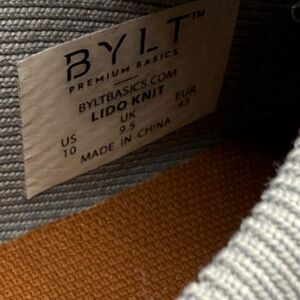 BYLT™
PREMIUM BASICS
BYLTBASICS.COM
LIDO KNIT
US UK EUR
10 9.5 43
MADE IN CHINA